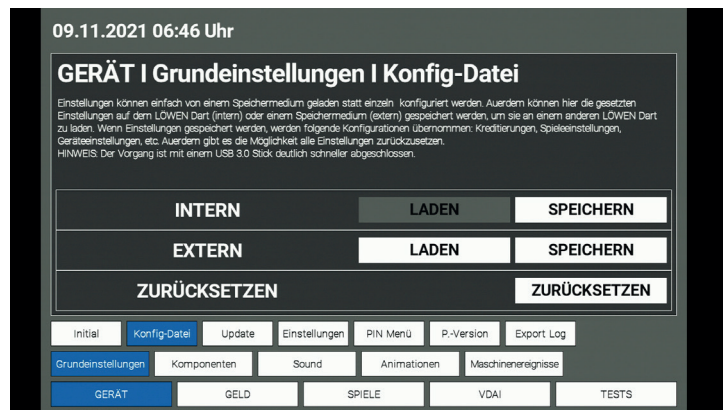 09.11.2021 06:46 Uhr
GERÄT I Grundeinstellungen I Konfig-Datei
Einstellungen können einfach von einem Speichermedium geladen statt einzeln konfiguriert werden. Auerdem können hier die gesetzten
Einstellungen auf dem LÖWEN Dart (intern) oder einem Speichermedium (extern) gespeichert werden, um sie an einem anderen LÖWEN Dart
zu laden. Wenn Einstellungen gespeichert werden, werden folgende Konfigurationen übernommen: Kreditierungen, Spieleeinstellungen,
Geräteeinstellungen, etc. Auerdem gibt es die Möglichkeit alle Einstellungen zurückzusetzen.
HINWEIS: Der Vorgang ist mit einem USB 3.0 Stick deutlich schneller abgeschlossen.
INTERN LADEN SPEICHERN
EXTERN LADEN SPEICHERN
ZURÜCKSETZEN ZURÜCKSETZEN
Initial Konfig-Datei Update Einstellungen PIN Menü P.-Version Export Log
Grundeinstellungen Komponenten Sound Animationen Maschinenereignisse
GERÄT GELD SPIELE VDAI TESTS